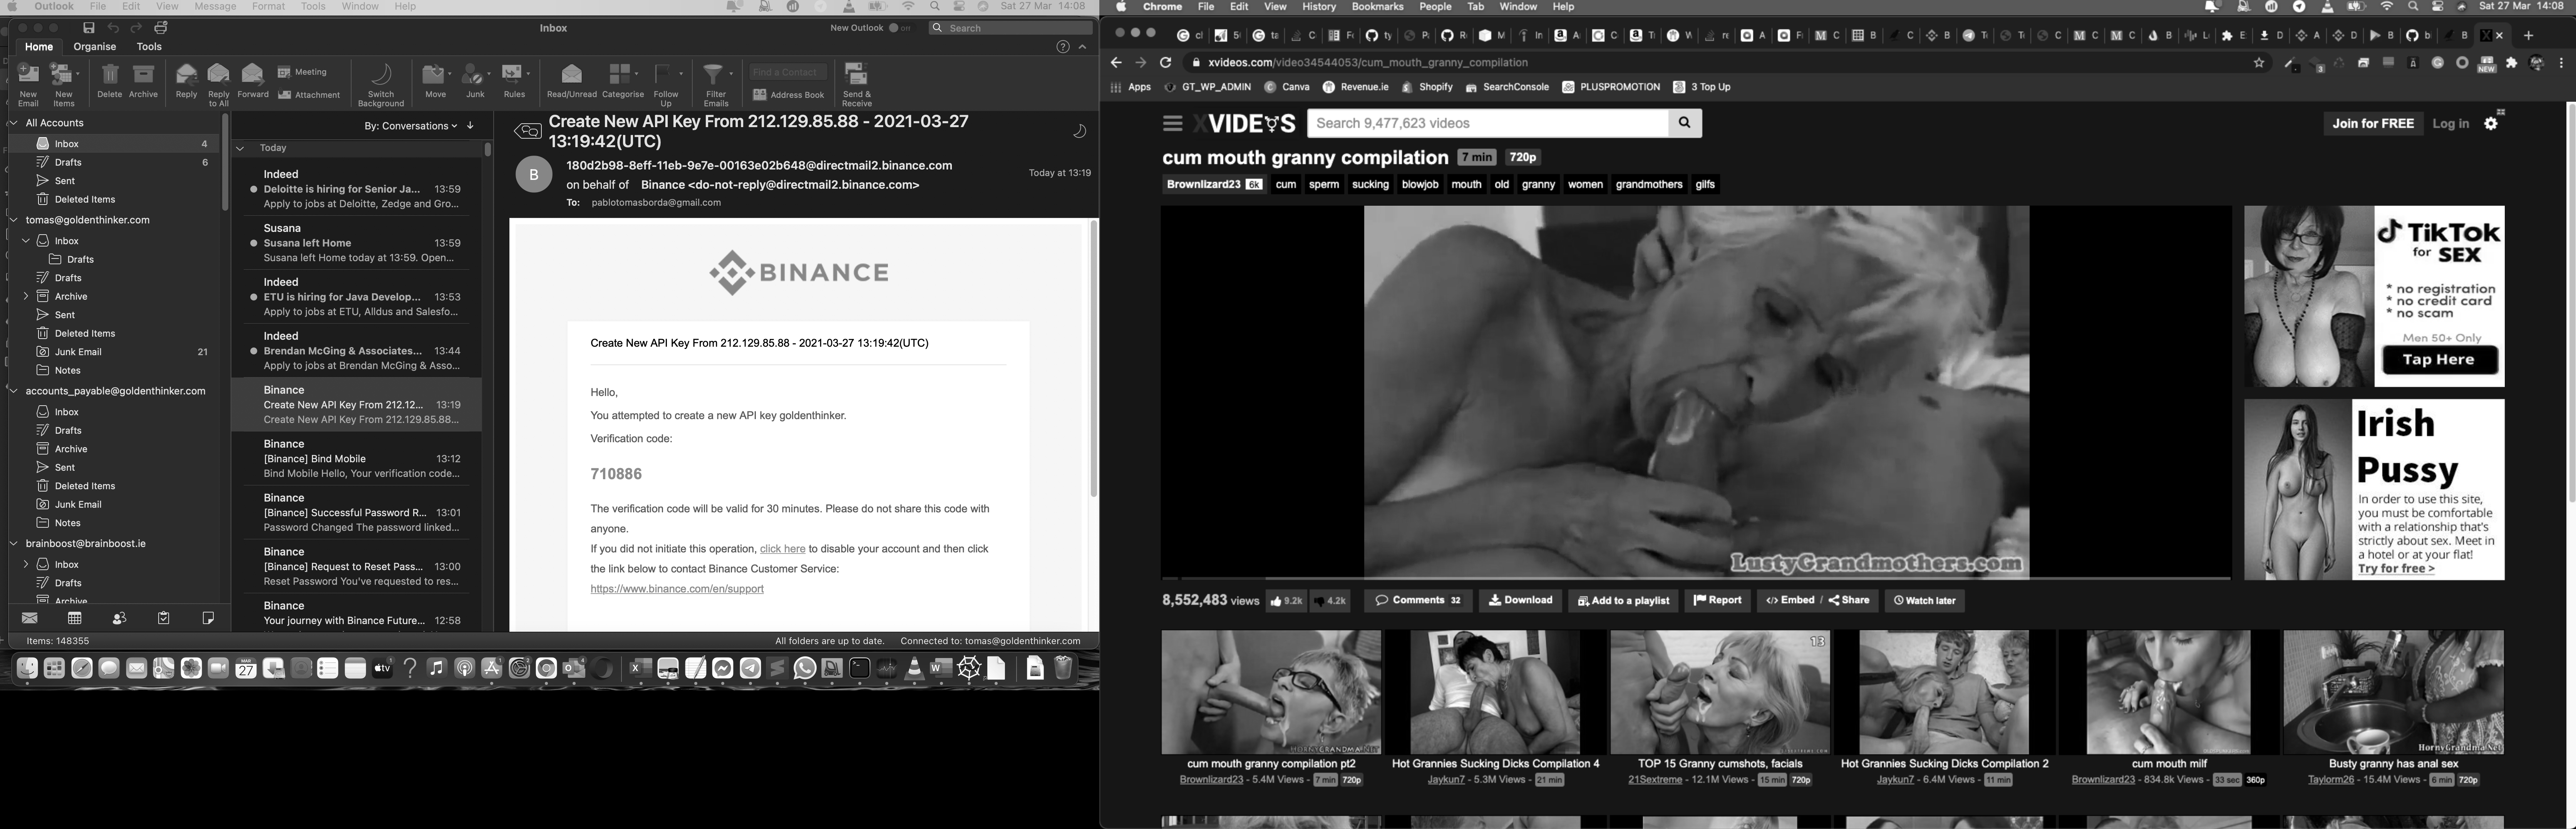 Outlook File Edit View Message Format Tools Window Help
Sat 27 Mar 14:08
Inbox
New Outlook
Search
Home Organise Tools
New Email
New Items
Delete
Archive
Reply
Reply to All
Forward
Meeting
Attachment
Switch Background
Move
Junk
Rules
Read/Unread
Categorise
Follow Up
Filter Emails
Find a Contact
Address Book
Send & Receive
All Accounts
Inbox 4
Drafts 6
Sent
Deleted Items
tomas@goldenthinker.com
Inbox
Drafts
Drafts
Archive
Sent
Deleted Items
Junk Email 21
Notes
accounts_payable@goldenthinker.com
Inbox
Drafts
Archive
Sent
Deleted Items
Junk Email
Notes
brainboost@brainboost.ie
Inbox
Drafts
Archive
By: Conversations
Today
Indeed
Deloitte is hiring for Senior Ja... 13:59
Apply to jobs at Deloitte, Zedge and Gro...
Susana
Susana left Home 13:59
Susana left Home today at 13:59. Open...
Indeed
ETU is hiring for Java Develop... 13:53
Apply to jobs at ETU, Alldus and Salesfo...
Indeed
Brendan McGing & Associates... 13:44
Apply to jobs at Brendan McGing & Asso...
Binance
Create New API Key From 212.12... 13:19
Create New API Key From 212.129.85.88...
Binance
[Binance] Bind Mobile 13:12
Bind Mobile Hello, Your verification code...
Binance
[Binance] Successful Password R... 13:01
Password Changed The password linked...
Binance
[Binance] Request to Reset Pass... 13:00
Reset Password You've requested to res...
Binance
Your journey with Binance Future... 12:58
Create New API Key From 212.129.85.88 - 2021-03-27
13:19:42(UTC)
B
180d2b98-8eff-11eb-9e7e-00163e02b648@directmail2.binance.com
on behalf of Binance <do-not-reply@directmail2.binance.com>
Today at 13:19
To: pablotomasborda@gmail.com
BINANCE
Create New API Key From 212.129.85.88 - 2021-03-27 13:19:42(UTC)
Hello,
You attempted to create a new API key goldenthinker.
Verification code:
710886
The verification code will be valid for 30 minutes. Please do not share this code with
anyone.
If you did not initiate this operation, click here to disable your account and then click
the link below to contact Binance Customer Service:
https://www.binance.com/en/support
Items: 148355
All folders are up to date. Connected to: tomas@goldenthinker.com
MAR
27
tv
Chrome File Edit View History Bookmarks People Tab Window Help
Sat 27 Mar 14:08
xvideos.com/video34544053/cum_mouth_granny_compilation
NEW
Apps GT_WP_ADMIN Canva Revenue.ie Shopify SearchConsole PLUSPROMOTION 3 Top Up
XVIDEOS
Search 9,477,623 videos
Join for FREE Log in
cum mouth granny compilation 7 min 720p
Brownlizard23 6k cum sperm sucking blowjob mouth old granny women grandmothers gilfs
LustyGrandmothers.com
TikTok
for SEX
* no registration
* no credit card
* no scam
Men 50+ Only
Tap Here
Irish
Pussy
In order to use this site,
you must be comfortable
with a relationship that's
strictly about sex. Meet in
a hotel or at your flat!
Try for free >
8,552,483 views 9.2k 4.2k Comments 32 Download Add to a playlist Report Embed / Share Watch later
HORNYGRANDMA.NET
13
21SEXTREME.COM
HornyGrandma.Net
cum mouth granny compilation pt2
Brownlizard23 - 5.4M Views - 7 min 720p
Hot Grannies Sucking Dicks Compilation 4
Jaykun7 - 5.3M Views - 21 min
TOP 15 Granny cumshots, facials
21Sextreme - 12.1M Views - 15 min 720p
Hot Grannies Sucking Dicks Compilation 2
Jaykun7 - 6.4M Views - 11 min
cum mouth milf
Brownlizard23 - 834.8k Views - 33 sec 360p
Busty granny has anal sex
Taylorm26 - 15.4M Views - 6 min 720p